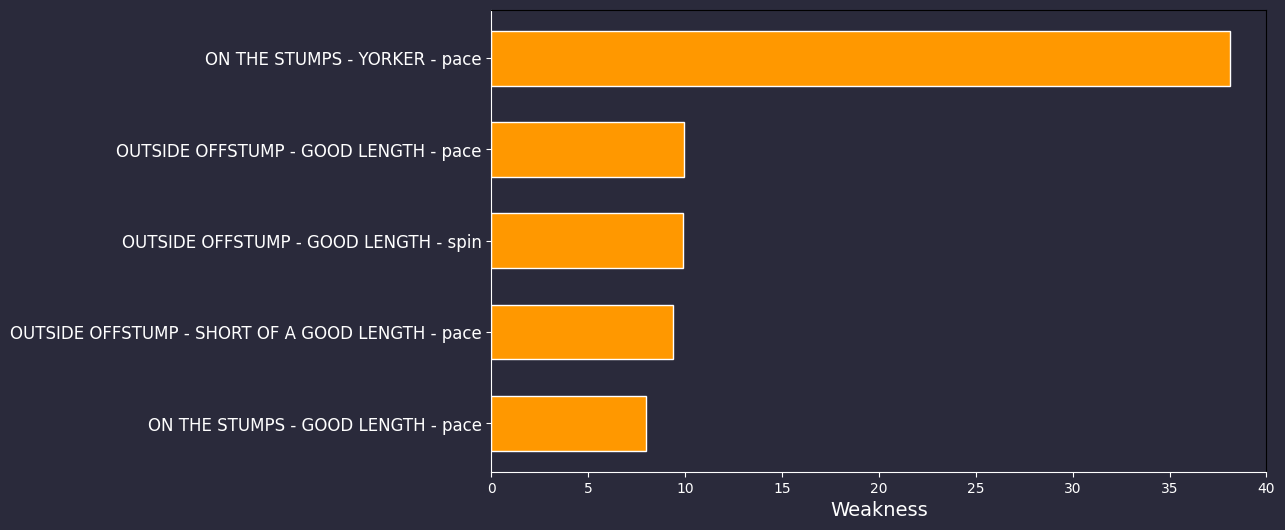 ON THE STUMPS - YORKER - pace
OUTSIDE OFFSTUMP - GOOD LENGTH - pace
OUTSIDE OFFSTUMP - GOOD LENGTH - spin
OUTSIDE OFFSTUMP - SHORT OF A GOOD LENGTH - pace
ON THE STUMPS - GOOD LENGTH - pace
0 5 10 15 20 25 30 35 40
Weakness